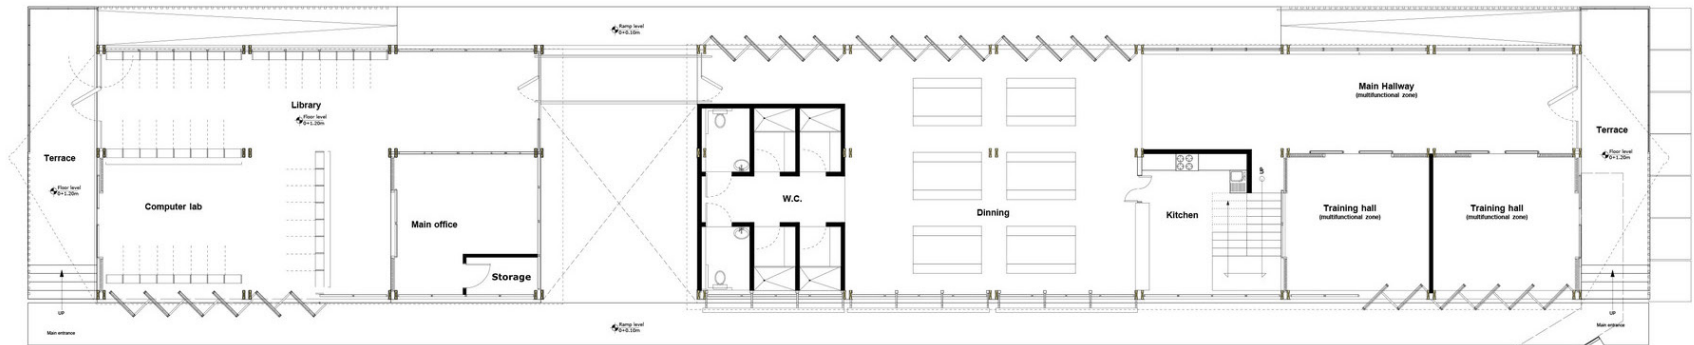 Ramp level
0+0.10m
Library
Floor level
0+1.20m
Main Hallway
(multifunctional zone)
Terrace
Floor level
0+1.20m
Terrace
Floor level
0+1.20m
Computer lab
Main office
Storage
W.C.
Dinning
Kitchen
UP
Training hall
(multifunctional zone)
Training hall
(multifunctional zone)
UP
Main entrance
Ramp level
0+0.10m
UP
Main entrance